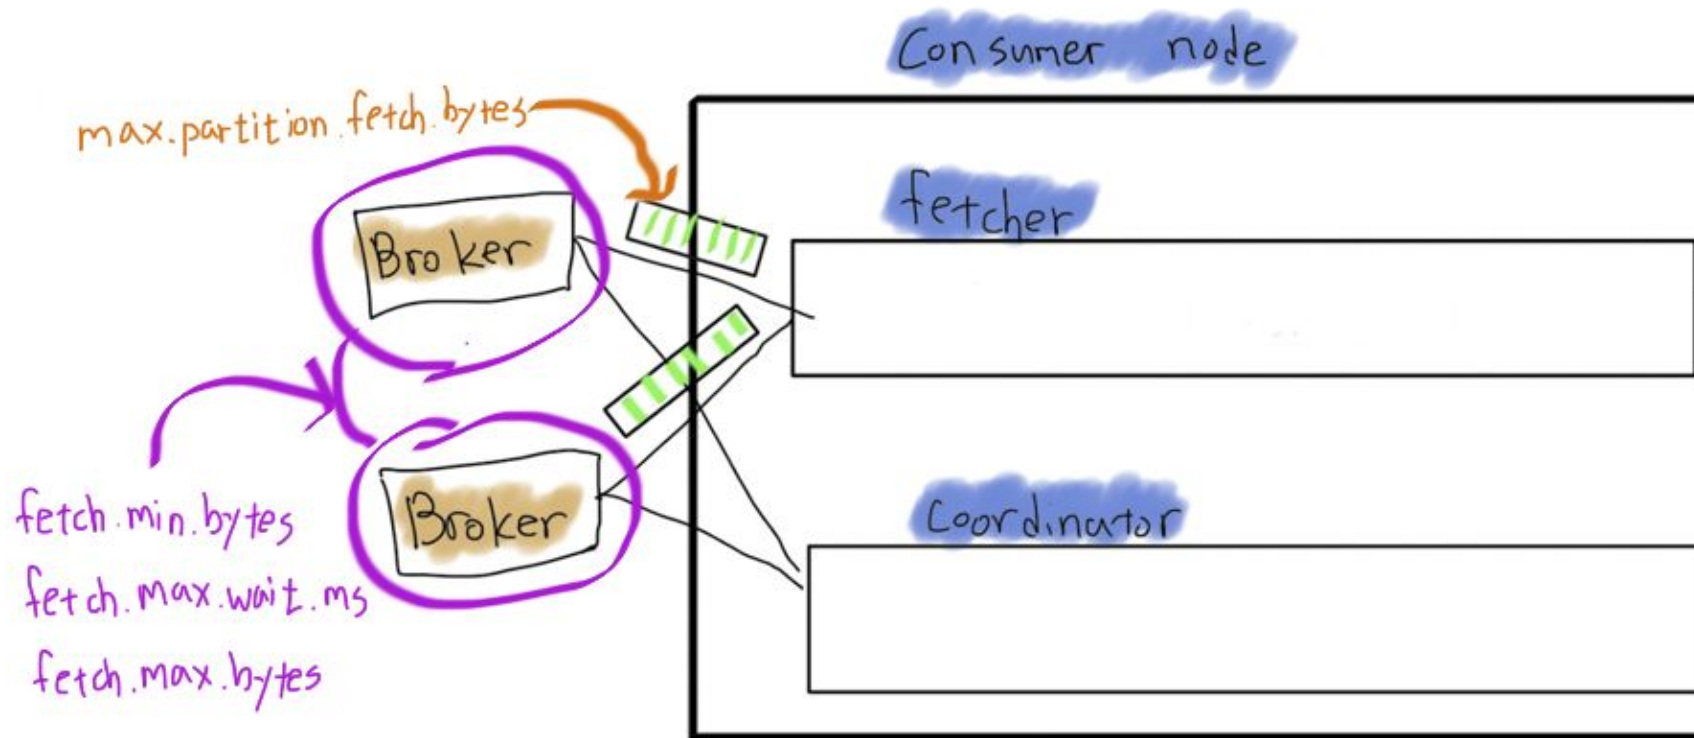 Consumer node
max.partition.fetch.bytes
fetcher
Broker
Broker
Coordinator
fetch.min.bytes
fetch.max.wait.ms
fetch.max.bytes